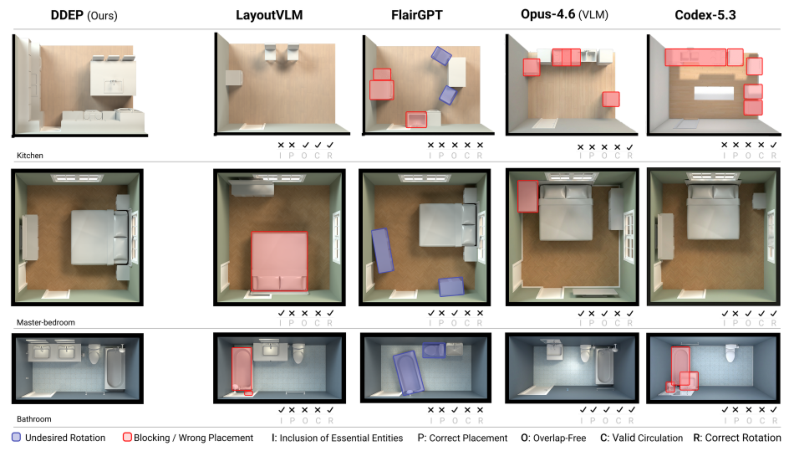 DDEP (Ours) LayoutVLM FlairGPT Opus-4.6 (VLM) Codex-5.3
✗ ✗ ✓ ✓ ✓ ✗ ✗ ✗ ✗ ✗ ✗ ✗ ✗ ✗ ✓ ✗ ✗ ✗ ✗ ✓
I P O C R I P O C R I P O C R I P O C R
Kitchen
✓ ✗ ✗ ✗ ✓ ✓ ✗ ✓ ✗ ✗ ✓ ✗ ✗ ✗ ✓ ✓ ✗ ✓ ✓ ✓
I P O C R I P O C R I P O C R I P O C R
Master-bedroom
✓ ✗ ✗ ✗ ✓ ✗ ✗ ✓ ✗ ✗ ✓ ✓ ✓ ✓ ✓ ✓ ✗ ✗ ✗ ✓
I P O C R I P O C R I P O C R I P O C R
Bathroom
Undesired Rotation Blocking / Wrong Placement I: Inclusion of Essential Entities P: Correct Placement O: Overlap-Free C: Valid Circulation R: Correct Rotation